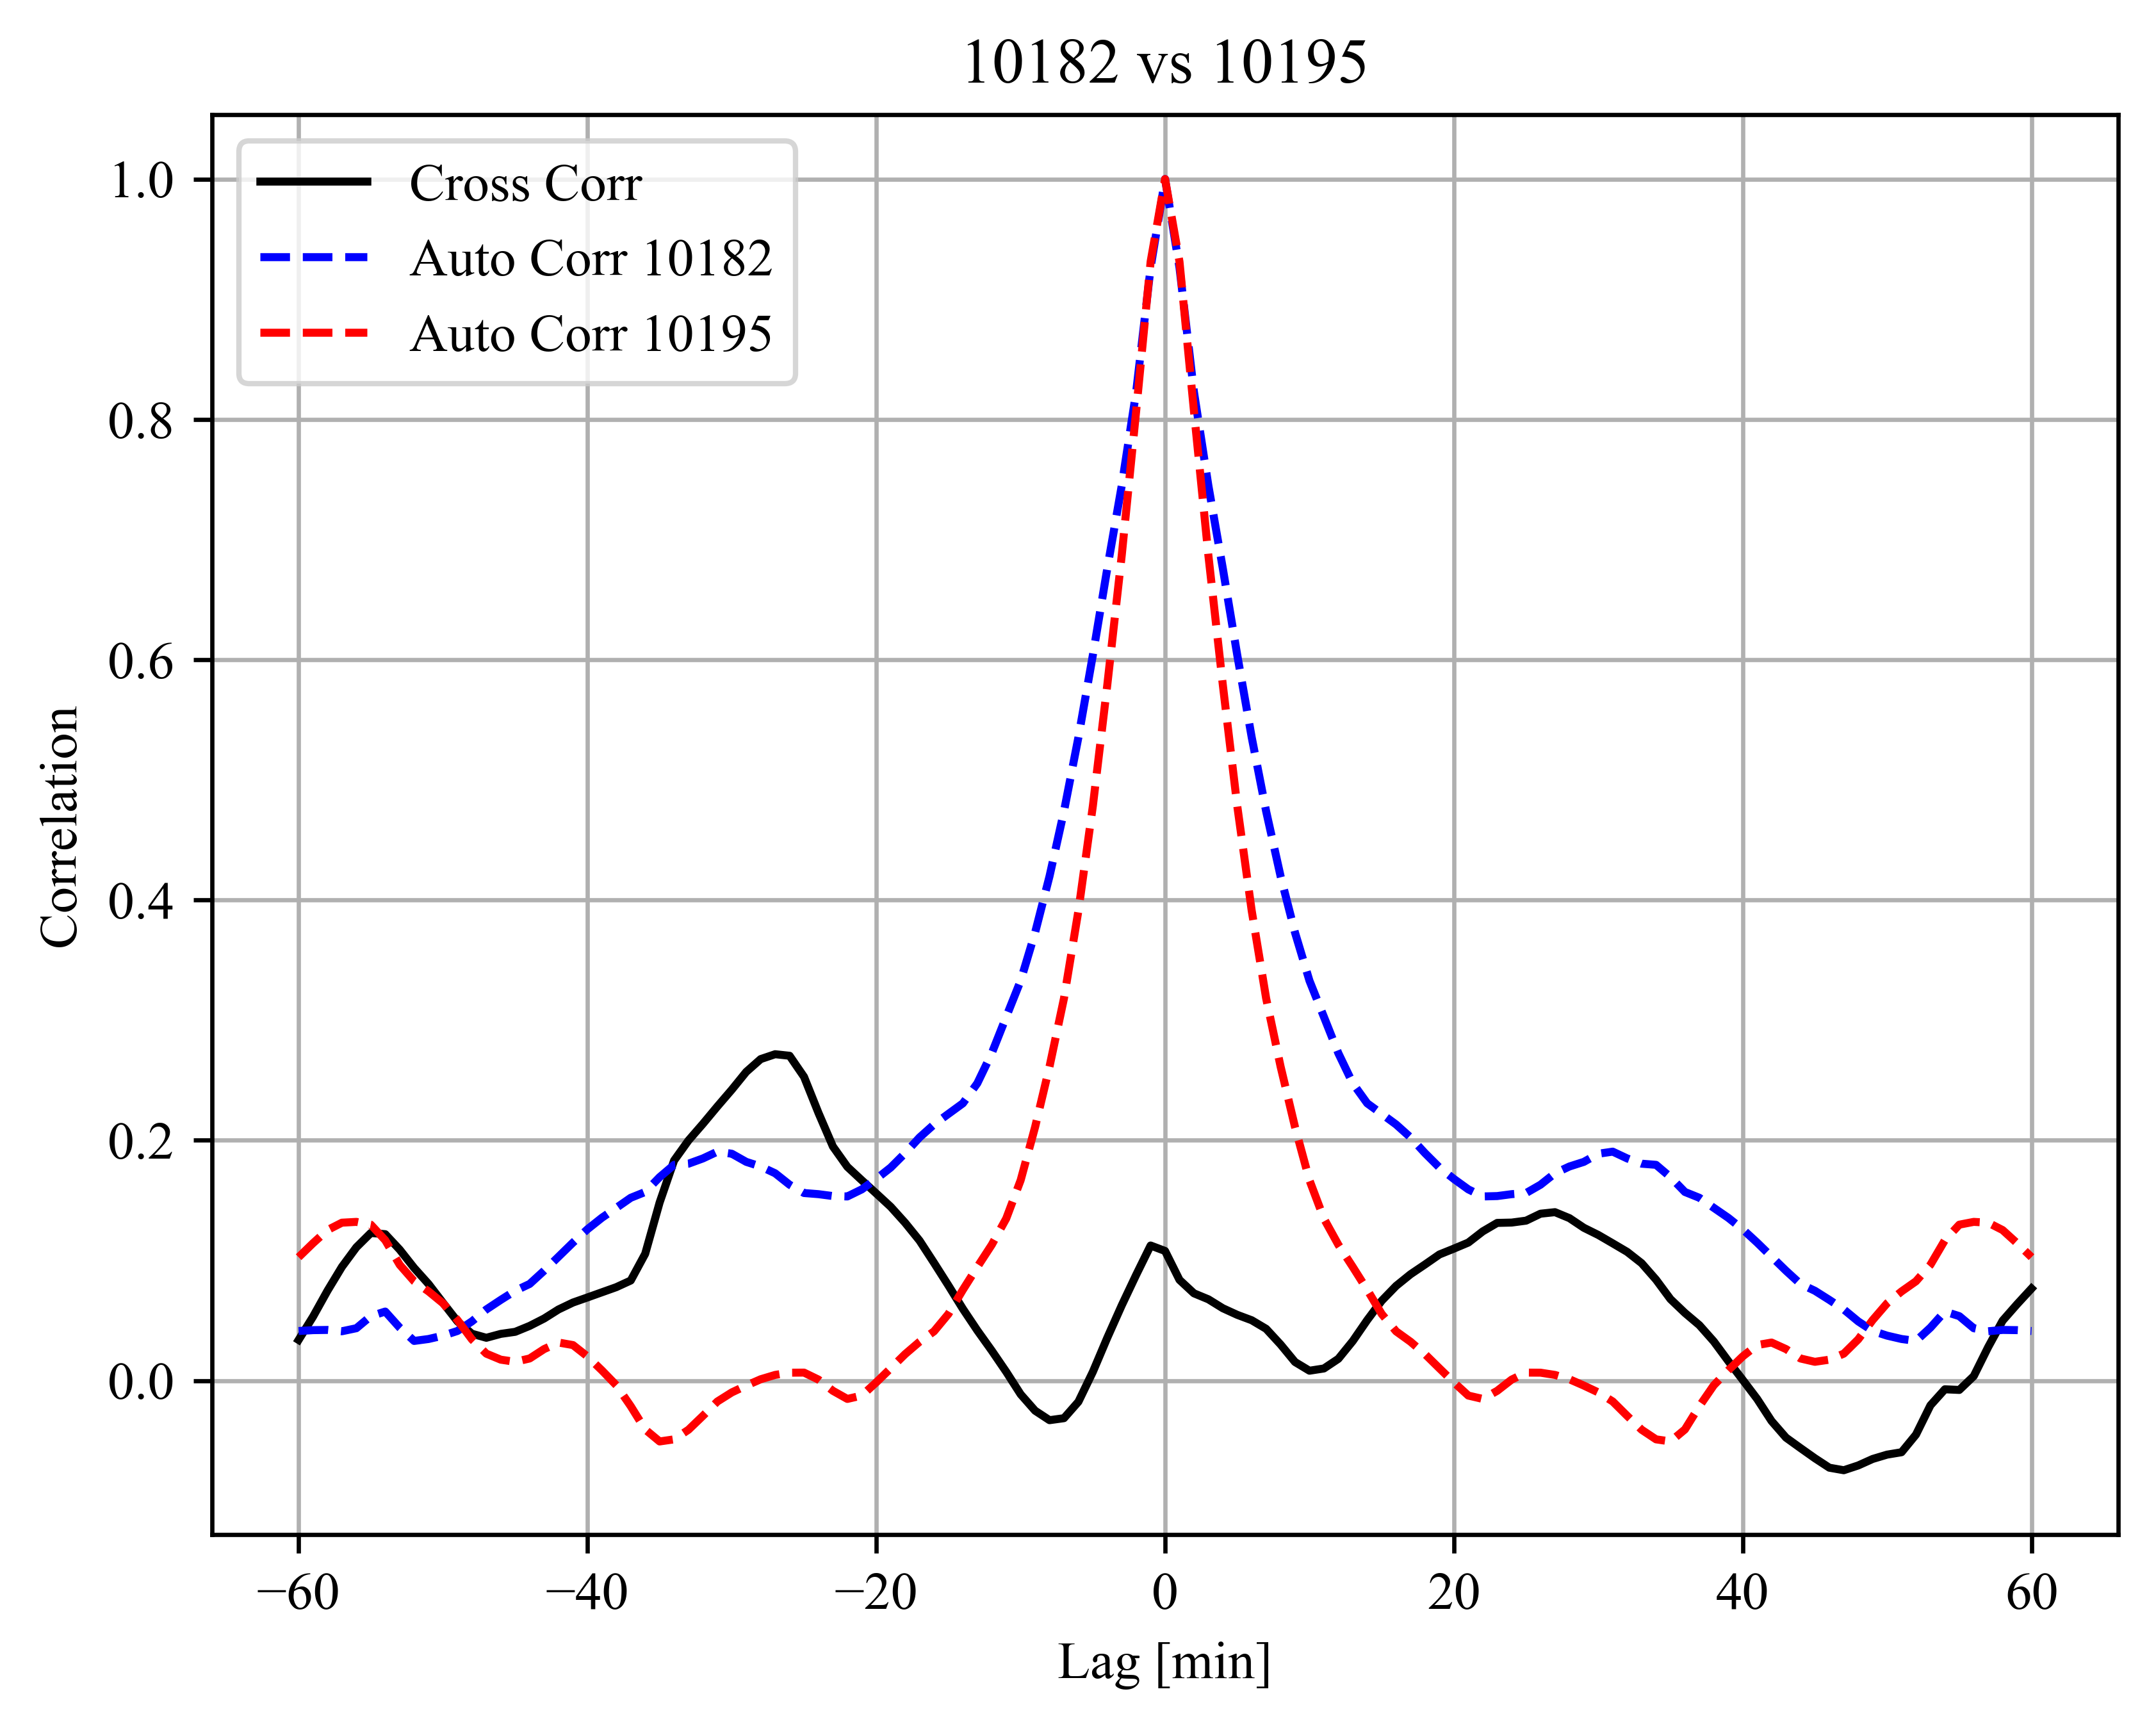 10182 vs 10195
Cross Corr
Auto Corr 10182
Auto Corr 10195
1.0
0.8
0.6
0.4
0.2
0.0
Correlation
−60 −40 −20 0 20 40 60
Lag [min]